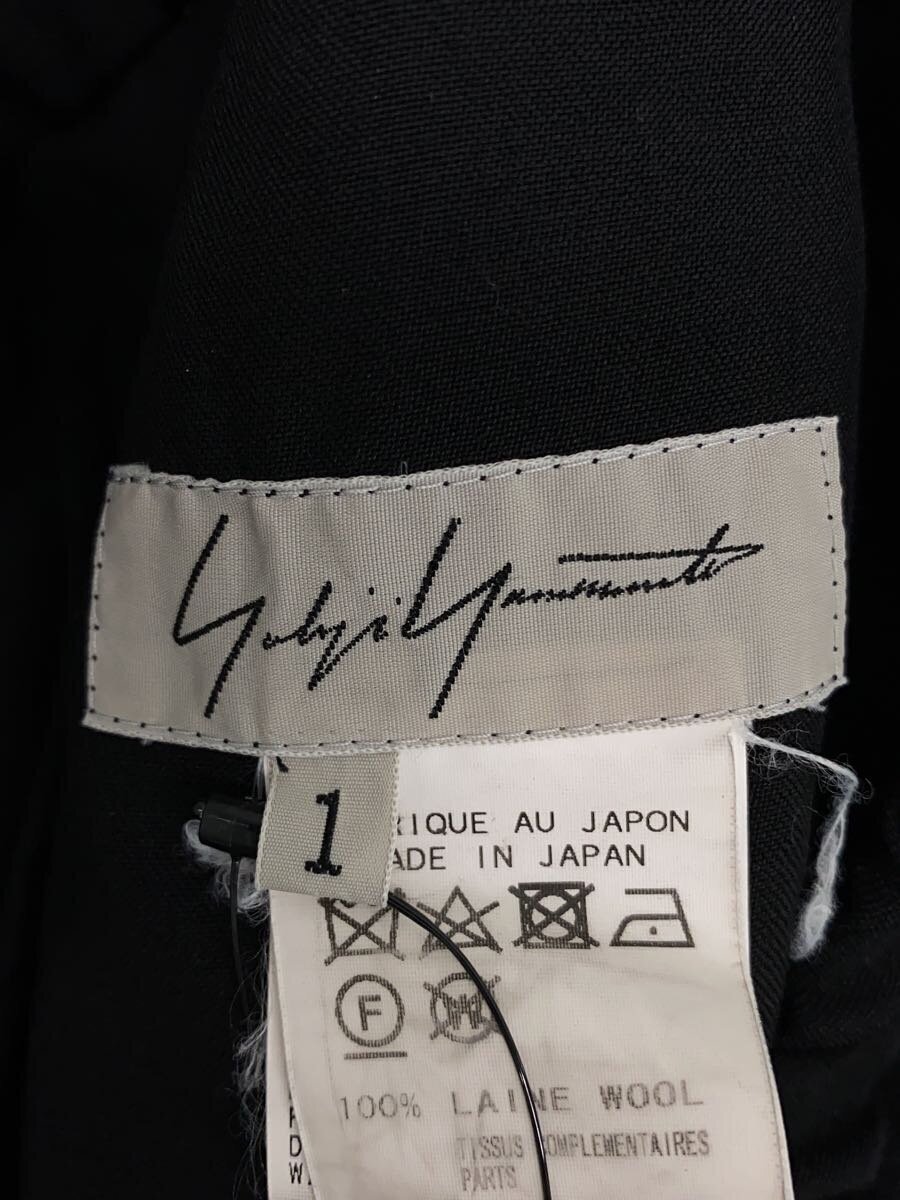 Yohji Yamamoto
1
RIQUE AU JAPON
ADE IN JAPAN
F
W
100% LAINE WOOL
TISSUS COMPLEMENTAIRES
PARTS